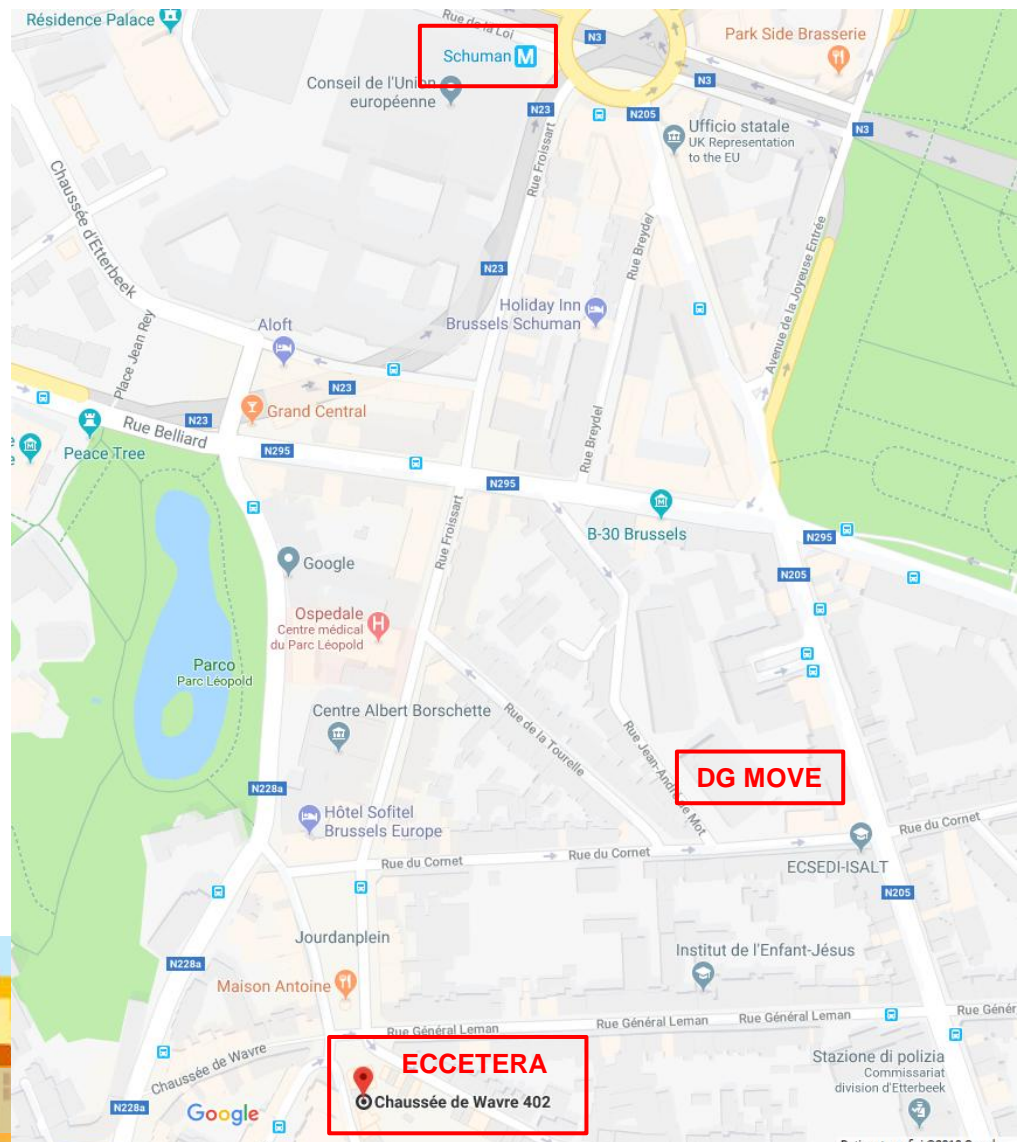 Résidence Palace
Rue de la Loi
N3
Park Side Brasserie
Schuman M
Conseil de l'Union
européenne
N3
N23
N205
Ufficio statale
UK Representation
to the EU
N3
Chaussée d'Etterbeek
Rue Froissart
Rue Breydel
Avenue de la Joyeuse Entrée
N23
Holiday Inn
Brussels Schuman
Place Jean Rey
Aloft
N23
Grand Central
Rue Belliard
N23
Peace Tree
N295
Rue Breydel
N295
B-30 Brussels
N295
Rue Froissart
Google
N205
Ospedale
Centre médical
du Parc Léopold
H
Parco
Parc Léopold
Centre Albert Borschette
Rue de la Tourelle
Rue Jean-André de Mot
DG MOVE
N228a
Hôtel Sofitel
Brussels Europe
Rue du Cornet
Rue du Cornet
Rue du Cornet
ECSEDI-ISALT
N205
Jourdanplein
Institut de l'Enfant-Jésus
N228a
Maison Antoine
Rue Général Leman
Rue Général Leman
Rue Général Leman
Rue Génér
Chaussée de Wavre
ECCETERA
Stazione di polizia
Commissariat
division d'Etterbeek
Chaussée de Wavre 402
N228a
Google